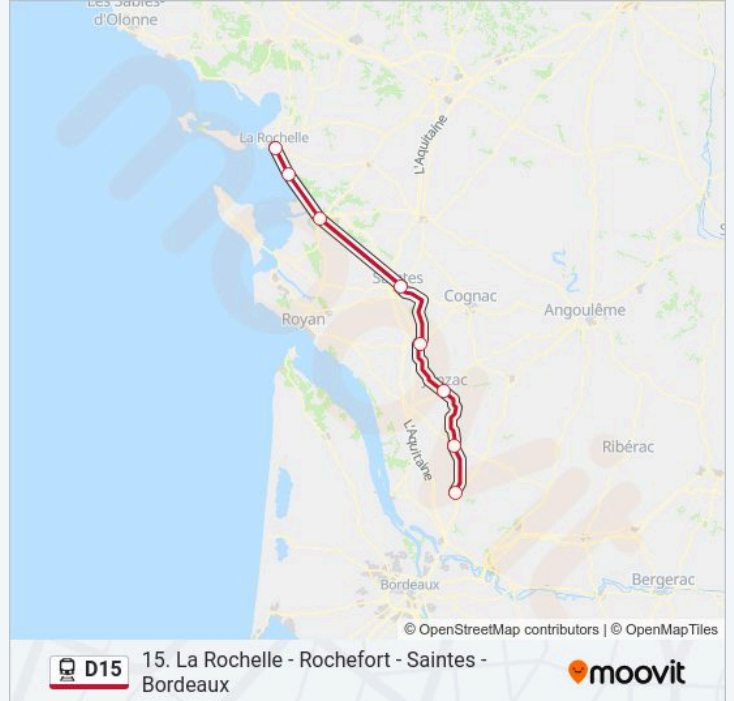 Les Sables-
d'Olonne
La Rochelle
L'Aquitaine
Saintes
Cognac
Angoulême
Royan
Jonzac
L'Aquitaine
Ribérac
Bordeaux
Bergerac
© OpenStreetMap contributors | © OpenMapTiles
D15
15. La Rochelle - Rochefort - Saintes -
Bordeaux
moovit